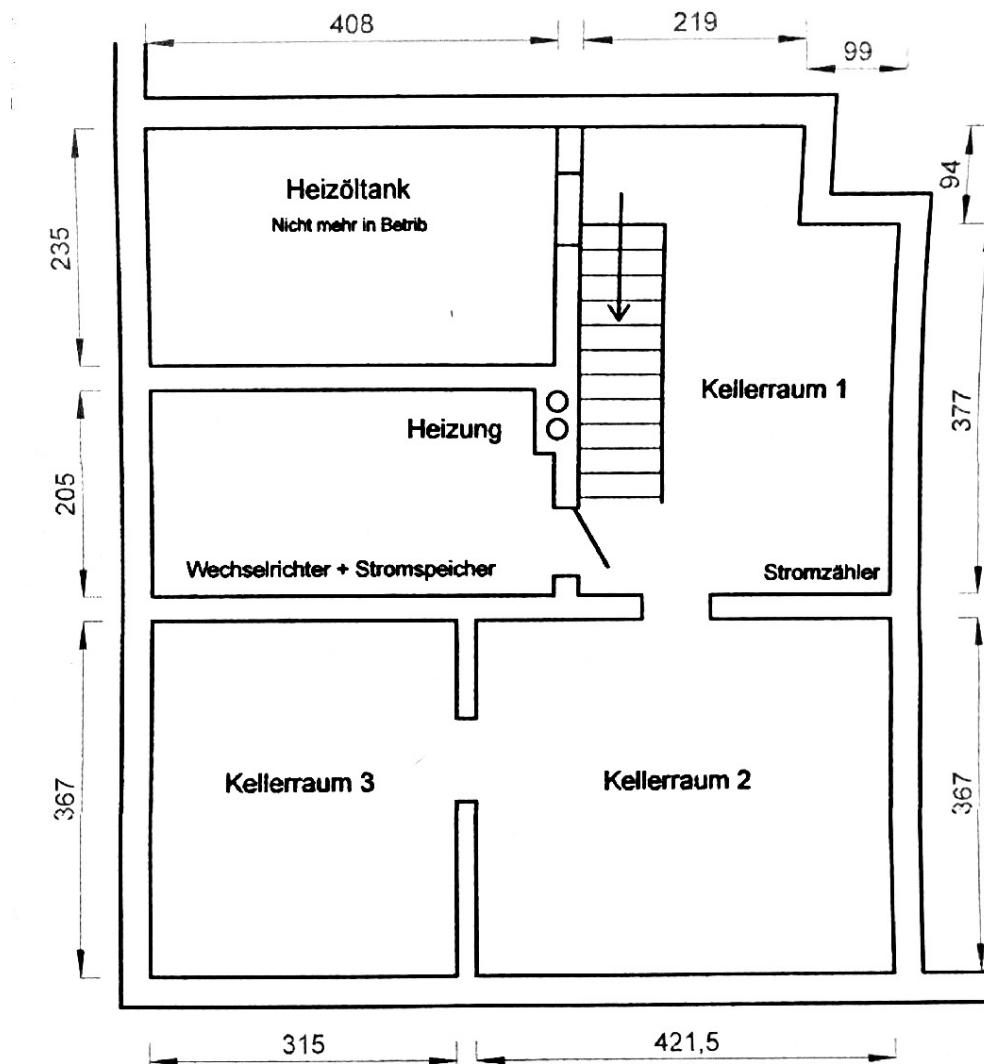 408
219
99
94
Heizöltank
Nicht mehr in Betrib
235
377
Kellerraum 1
Heizung
205
Wechselrichter + Stromspeicher
Stromzähler
367
Kellerraum 3
Kellerraum 2
367
315
421,5